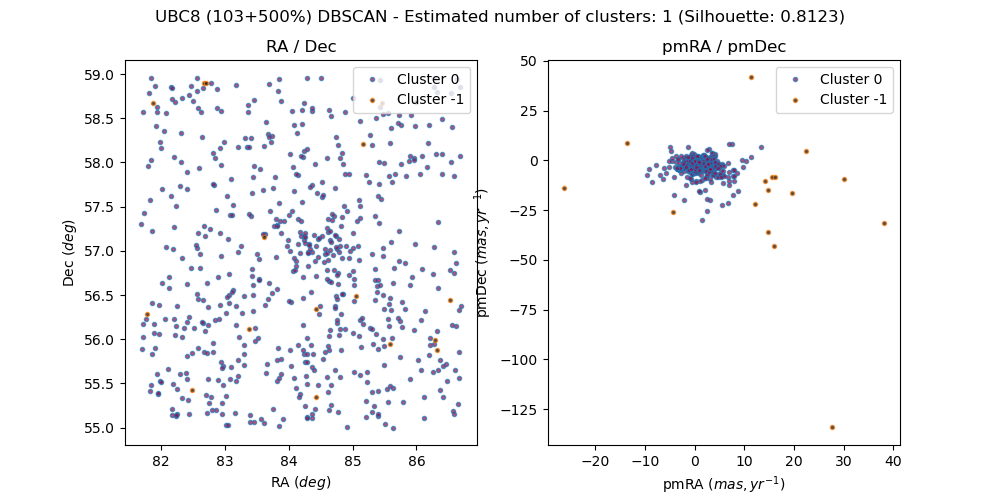 UBC8 (103+500%) DBSCAN - Estimated number of clusters: 1 (Silhouette: 0.8123)
RA / Dec
Cluster 0
Cluster -1
59.0
58.5
58.0
57.5
57.0
56.5
56.0
55.5
55.0
Dec (deg)
82
83
84
85
86
RA (deg)
pmRA / pmDec
Cluster 0
Cluster -1
50
25
0
−25
−50
−75
−100
−125
pmDec (mas, yr⁻¹)
−20
−10
0
10
20
30
40
pmRA (mas, yr⁻¹)